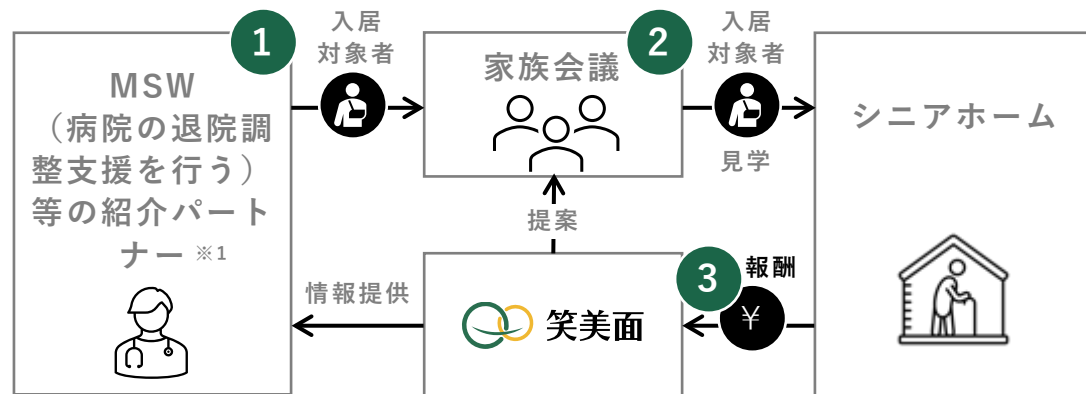 1
MSW
（病院の退院調
整支援を行う）
等の紹介パート
ナー ※1
入居
対象者
2
家族会議
入居
対象者
見学
シニアホーム
提案
情報提供
笑美面
3
報酬
¥